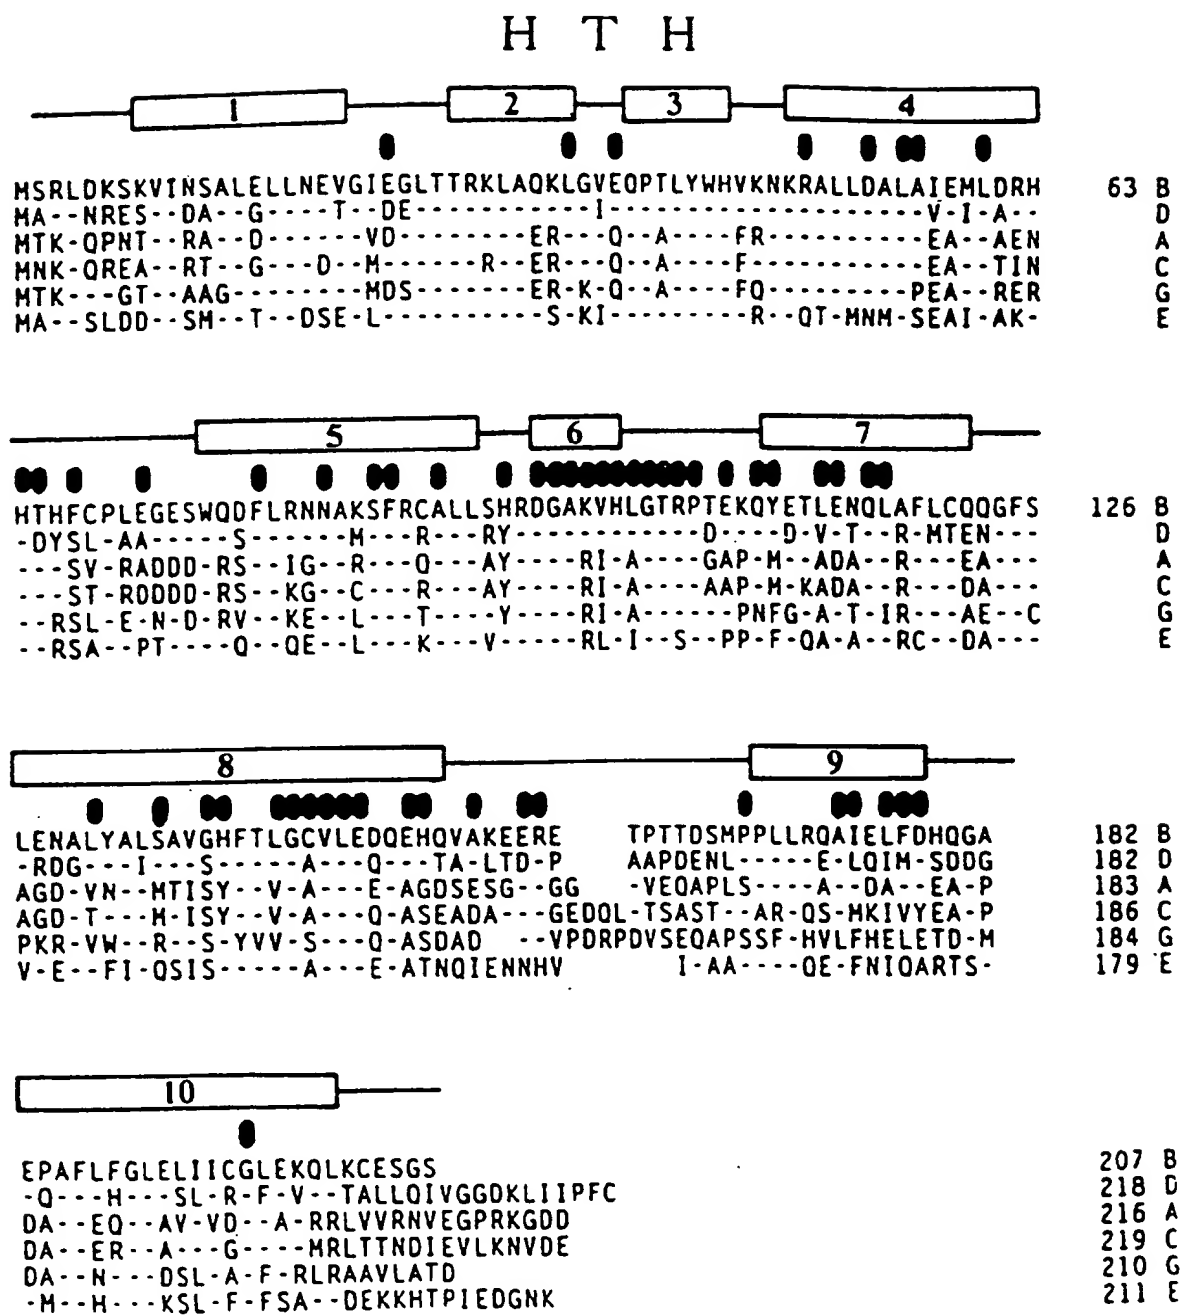 H T H
1 2 3 4
MSRLDKSKVINSALELLNEVGIEGLTTRKLAQKLGVEQPTLYWHVKNKRALLDALAIEMLDRH 63 B
MA--NRES--DA--G----T--DE-----------I--------------------V-I-A-- D
MTK-QPNT--RA--D------VD--------ER---Q--A----FR----------EA--AEN A
MNK-QREA--RT--G---D--M------R--ER---Q--A----F-----------EA--TIN C
MTK---GT--AAG--------MDS-------ER-K-Q--A----FQ---------PEA--RER G
MA--SLDD--SM--T--DSE-L----------S-KI---------R--QT-MNM-SEAI-AK- E
5 6 7
HTHFCPLEGESWQDFLRNNAKSFRCALLSHRDGAKVHLGTRPTEKQYETLENQLAFLCQQGFS 126 B
-DYSL-AA-----S------M---R---RY------------D----D-V-T--R-MTEN--- D
---SV-RADDD-RS--IG--R---Q---AY----RI-A----GAP-M--ADA--R---EA--- A
---ST-RDDDD-RS--KG--C---R---AY----RI-A----AAP-M-KADA--R---DA--- C
--RSL-E-N-D-RV--KE--L---T----Y----RI-A------PNFG-A-T-IR---AE--C G
--RSA--PT----Q--QE--L---K---V-----RL-I--S--PP-F-QA-A--RC--DA--- E
8 9
LENALYALSAVGHFTLGCVLEDQEHQVAKEERE TPTTDSMPPLLRQAIELFDHQGA 182 B
-RDG---I---S-----A---Q---TA-LTD-P AAPDENL-----E-LQIM-SDDG 182 D
AGD-VN--MTISY--V-A---E-AGDSESG--GG -VEQAPLS----A--DA--EA-P 183 A
AGD-T---M-ISY--V-A---Q-ASEADA---GEDQL-TSAST--AR-QS-MKIVYEA-P 186 C
PKR-VW--R--S-YVV-S---Q-ASDAD --VPDRPDVSEQAPSSF-HVLFHELETD-M 184 G
V-E--FI-QSIS-----A---E-ATNQIENNHV I-AA----QE-FNIQARTS- 179 E
10
EPAFLFGLELIICGLEKQLKCESGS 207 B
-Q---H---SL-R-F-V--TALLQIVGGDKLIIPFC 218 D
DA--EQ--AV-VD--A-RRLVVRNVEGPRKGDD 216 A
DA--ER--A---G----MRLTTNDIEVLKNVDE 219 C
DA--N---DSL-A-F-RLRAAVLATD 210 G
-M--H---KSL-F-FSA--DEKKHTPIEDGNK 211 E